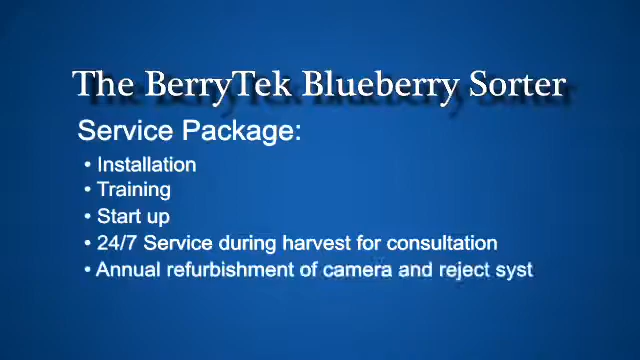 The BerryTek Blueberry Sorter
Service Package:
• Installation
• Training
• Start up
• 24/7 Service during harvest for consultation
• Annual refurbishment of camera and reject syst